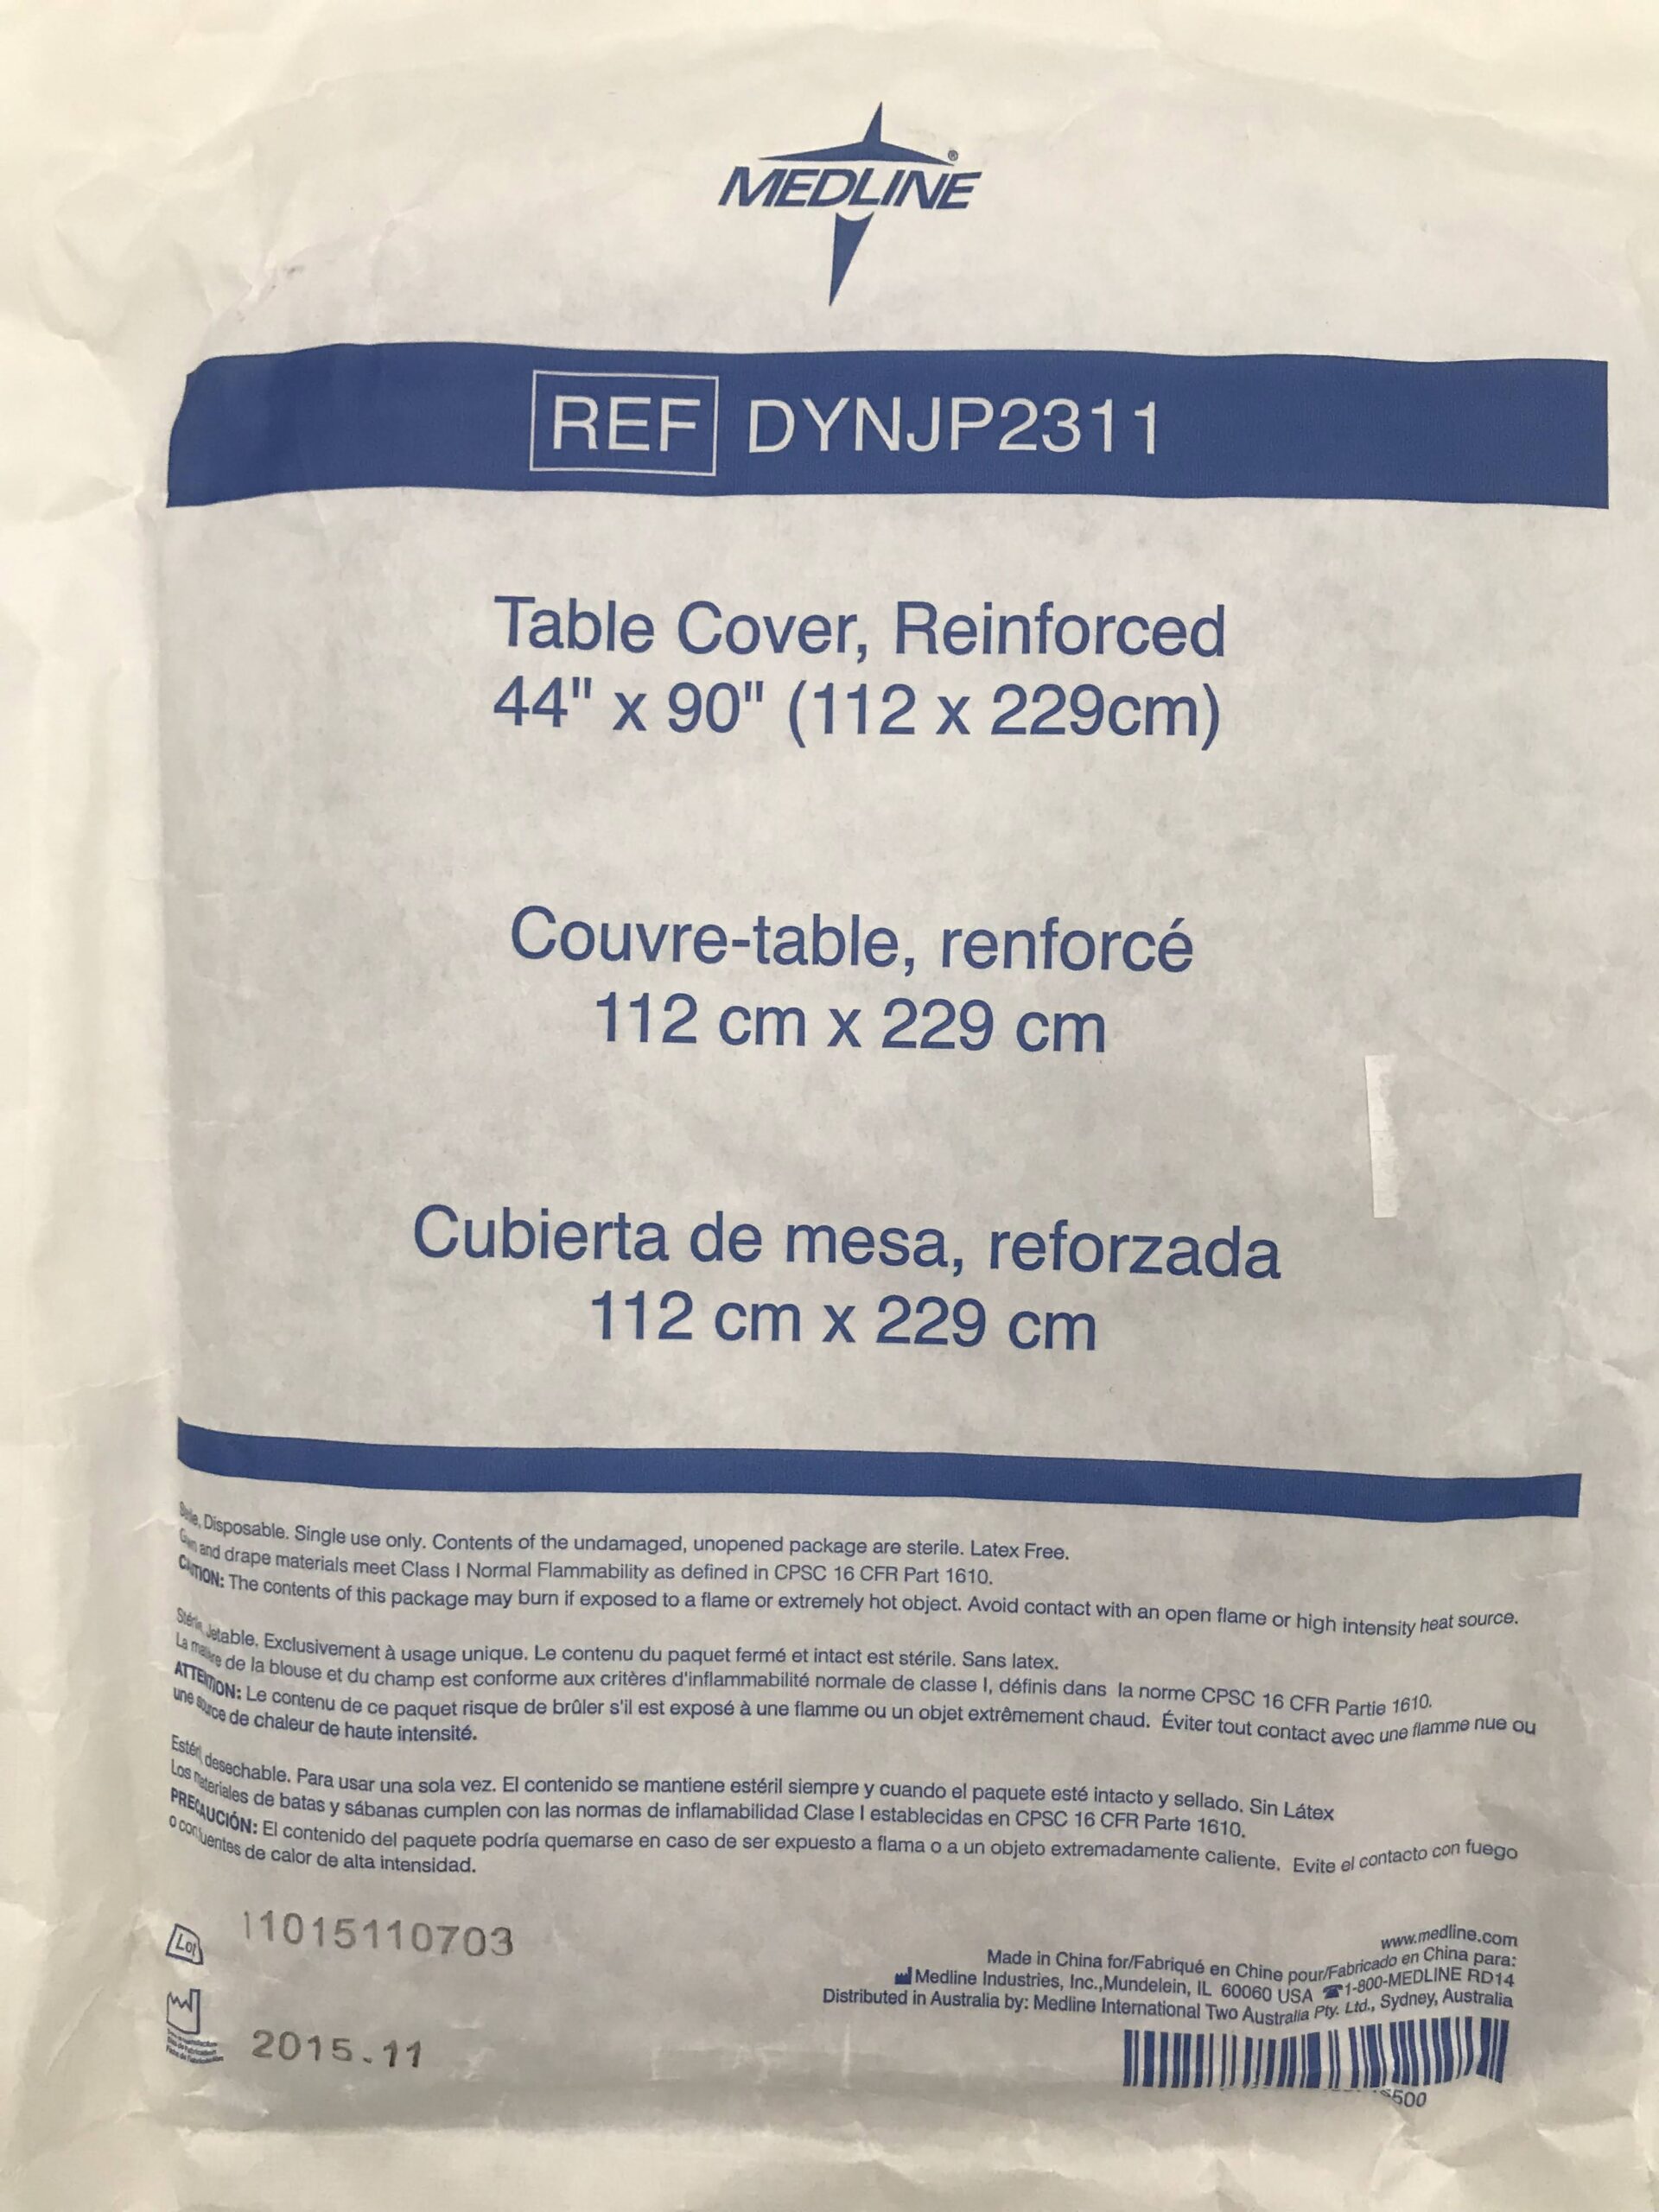 MEDLINE®
REF DYNJP2311
Table Cover, Reinforced
44" x 90" (112 x 229cm)
Couvre-table, renforcé
112 cm x 229 cm
Cubierta de mesa, reforzada
112 cm x 229 cm
Disposable. Single use only. Contents of the undamaged, unopened package are sterile. Latex Free.
and drape materials meet Class I Normal Flammability as defined in CPSC 16 CFR Part 1610.
CAUTION: The contents of this package may burn if exposed to a flame or extremely hot object. Avoid contact with an open flame or high intensity heat source.
Jetable. Exclusivement à usage unique. Le contenu du paquet fermé et intact est stérile. Sans latex.
La de la blouse et du champ est conforme aux critères d'inflammabilité normale de classe I, définis dans la norme CPSC 16 CFR Partie 1610.
ATTENTION: Le contenu de ce paquet risque de brûler s'il est exposé à une flamme ou un objet extrêmement chaud. Éviter tout contact avec une flamme nue ou
une source de chaleur de haute intensité.
desechable. Para usar una sola vez. El contenido se mantiene estéril siempre y cuando el paquete esté intacto y sellado. Sin Látex
Los materiales de batas y sábanas cumplen con las normas de inflamabilidad Clase I establecidas en CPSC 16 CFR Parte 1610.
PRECAUCIÓN: El contenido del paquete podría quemarse en caso de ser expuesto a flama o a un objeto extremadamente caliente. Evite el contacto con fuego
o con fuentes de calor de alta intensidad.
Lot 11015110703
2015.11
www.medline.com
Made in China for/Fabriqué en Chine pour/Fabricado en China para:
Medline Industries, Inc.,Mundelein, IL 60060 USA ☎1-800-MEDLINE RD14
Distributed in Australia by: Medline International Two Australia Pty. Ltd., Sydney, Australia